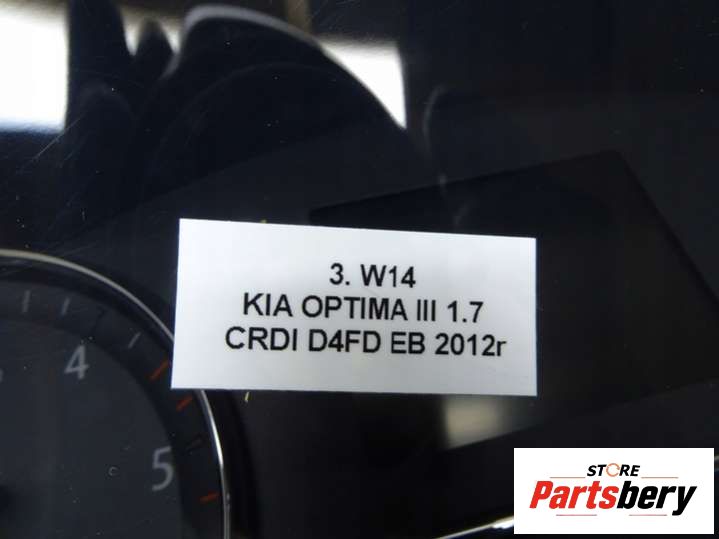 3. W14
KIA OPTIMA III 1.7
CRDI D4FD EB 2012r
4
5
STORE
Partsbery